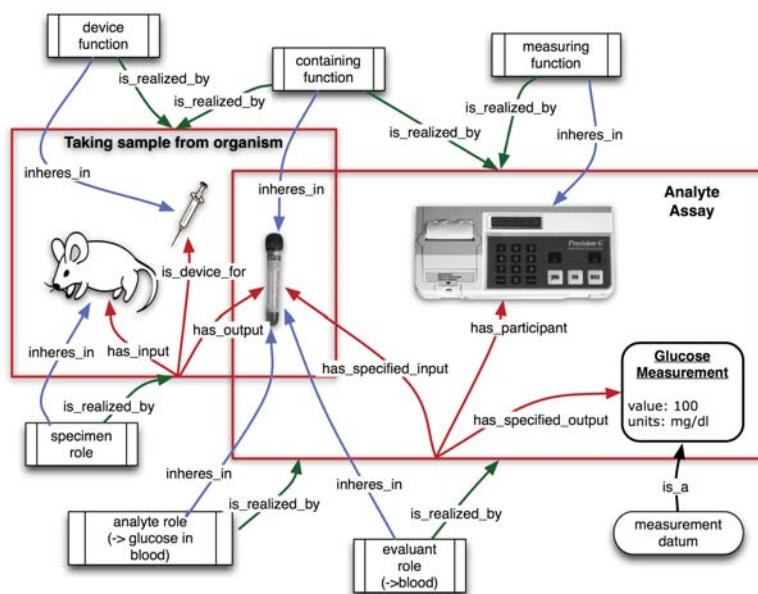 device
function
containing
function
measuring
function
is_realized_by
is_realized_by
is_realized_by
is_realized_by
inheres_in
Taking sample from organism
inheres_in
inheres_in
Analyte
Assay
Precision-G
is_device_for
has_output
has_participant
inheres_in
has_input
has_specified_input
Glucose
Measurement
value: 100
units: mg/dl
is_realized_by
has_specified_output
specimen
role
inheres_in
is_realized_by
inheres_in
is_realized_by
is_a
analyte role
(-> glucose in
blood)
evaluant
role
(->blood)
measurement
datum